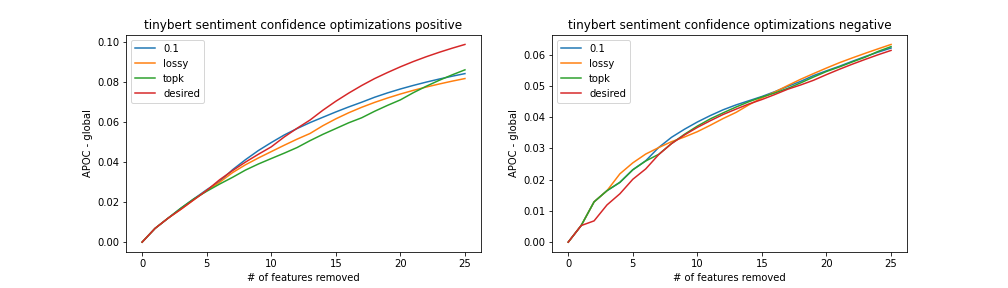 tinybert sentiment confidence optimizations positive
0.1
lossy
topk
desired
APOC - global
0.10
0.08
0.06
0.04
0.02
0.00
0 5 10 15 20 25
# of features removed
tinybert sentiment confidence optimizations negative
0.1
lossy
topk
desired
APOC - global
0.06
0.05
0.04
0.03
0.02
0.01
0.00
0 5 10 15 20 25
# of features removed